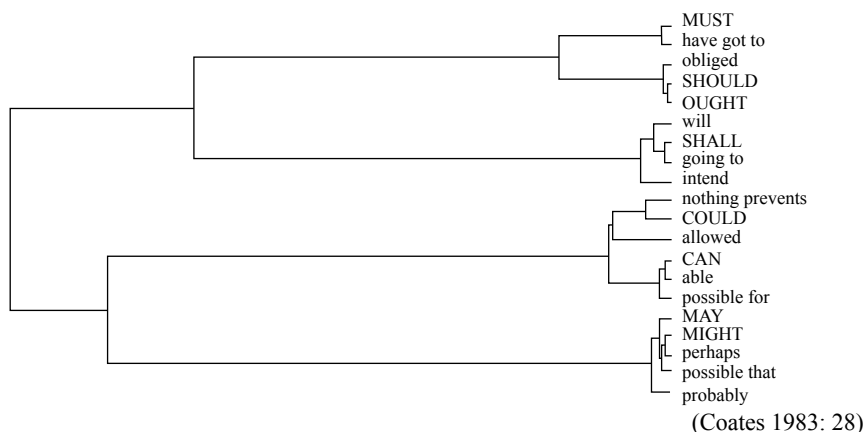 MUST
have got to
obliged
SHOULD
OUGHT
will
SHALL
going to
intend
nothing prevents
COULD
allowed
CAN
able
possible for
MAY
MIGHT
perhaps
possible that
probably
(Coates 1983: 28)